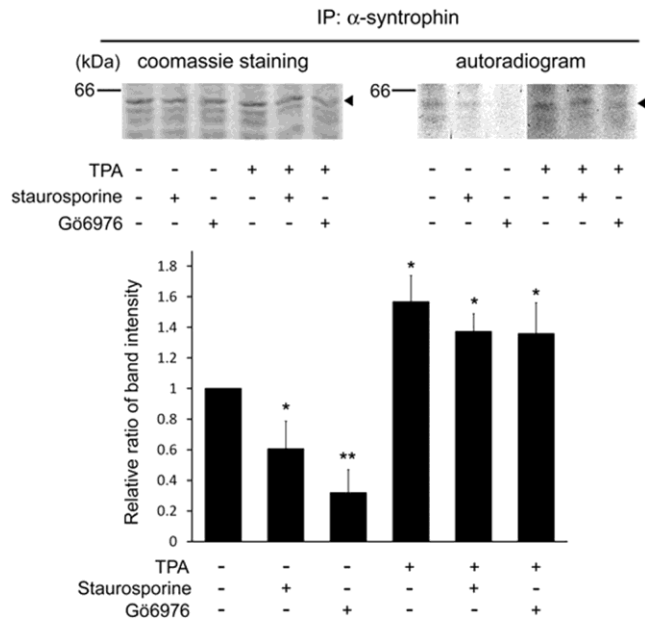 IP: α-syntrophin
(kDa) coomassie staining autoradiogram
66 66
TPA - - - + + + - - - + + +
staurosporine - + - - + - - + - - + -
Gö6976 - - + - - + - - + - - +
Relative ratio of band intensity
1.8
1.6
1.4
1.2
1
0.8
0.6
0.4
0.2
0
* ** * * *
TPA - - - + + +
Staurosporine - + - - + -
Gö6976 - - + - - +